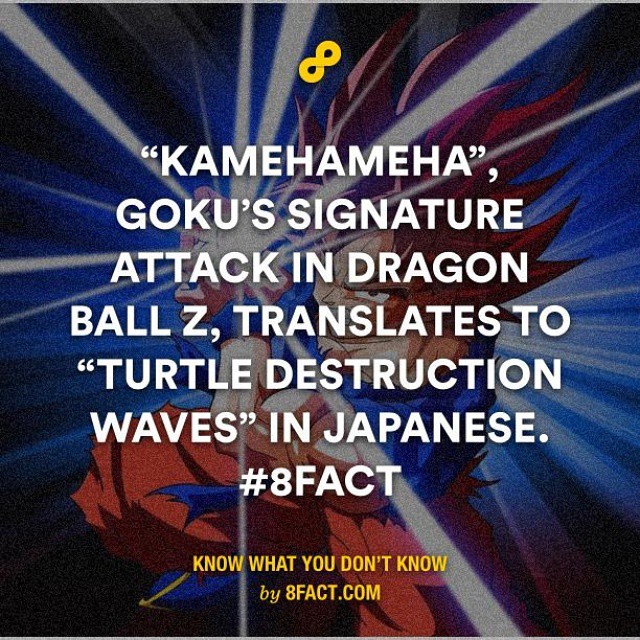 “KAMEHAMEHA”,
GOKU’S SIGNATURE
ATTACK IN DRAGON
BALL Z, TRANSLATES TO
“TURTLE DESTRUCTION
WAVES” IN JAPANESE.
#8FACT
KNOW WHAT YOU DON’T KNOW
by 8FACT.COM